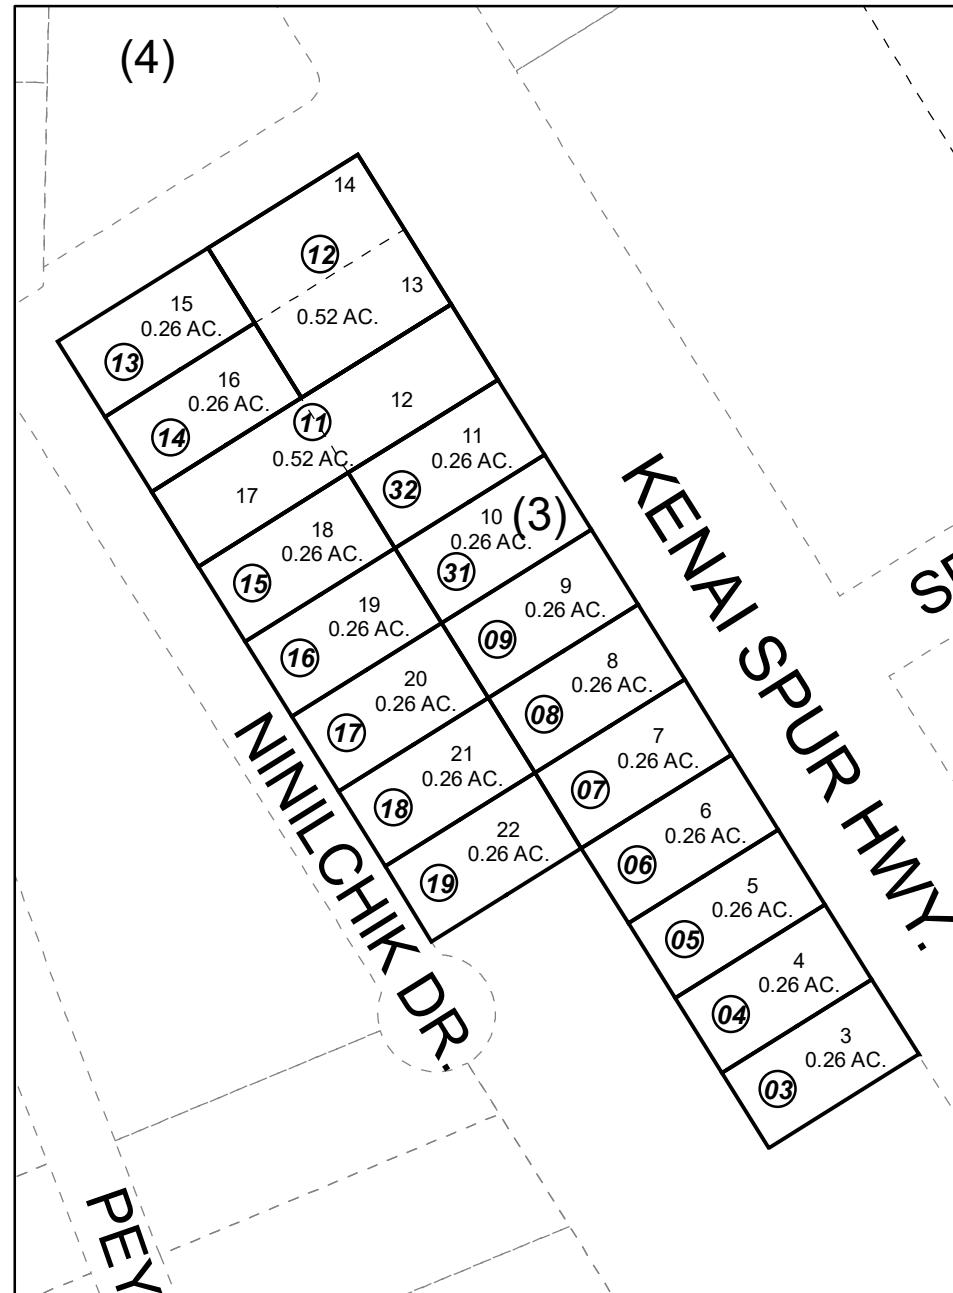 (4)
14
12
13
0.52 AC.
15
0.26 AC.
13
16
0.26 AC.
14
11
12
0.52 AC.
17
11
0.26 AC.
32
10
(3)
0.26 AC.
31
18
0.26 AC.
15
9
0.26 AC.
09
19
0.26 AC.
16
8
0.26 AC.
08
20
0.26 AC.
17
7
0.26 AC.
07
21
0.26 AC.
18
6
0.26 AC.
06
22
0.26 AC.
19
5
0.26 AC.
05
4
0.26 AC.
04
3
0.26 AC.
03
KENAI SPUR HWY.
NINILCHIK DR.
PEY